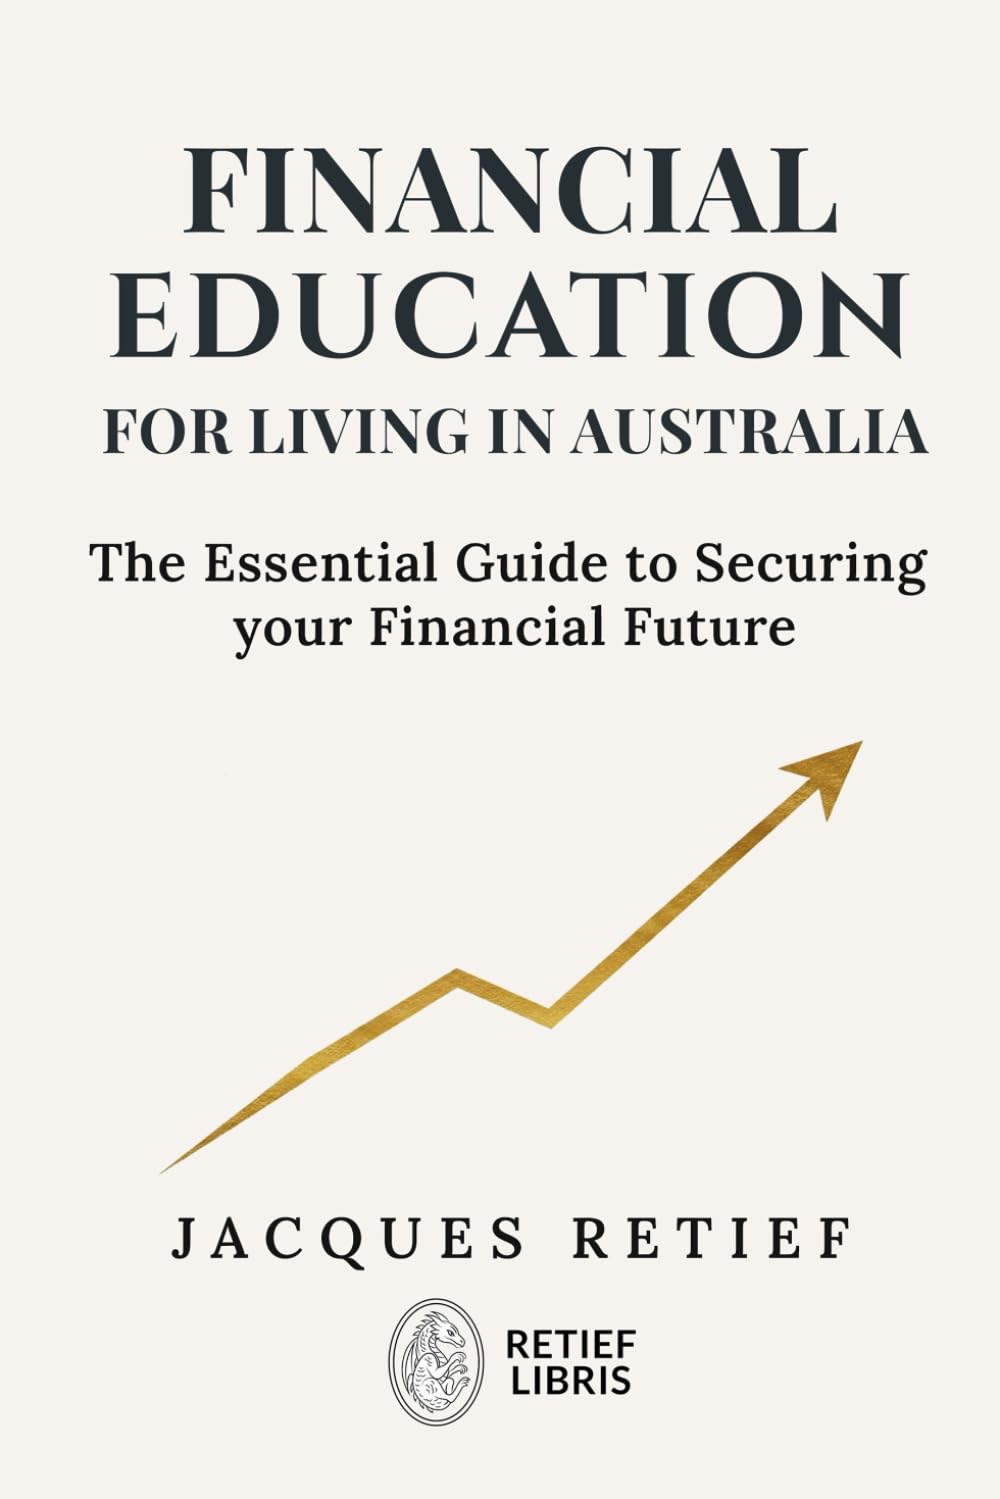 FINANCIAL
EDUCATION
FOR LIVING IN AUSTRALIA
The Essential Guide to Securing
your Financial Future
JACQUES RETIEF
RETIEF
LIBRIS